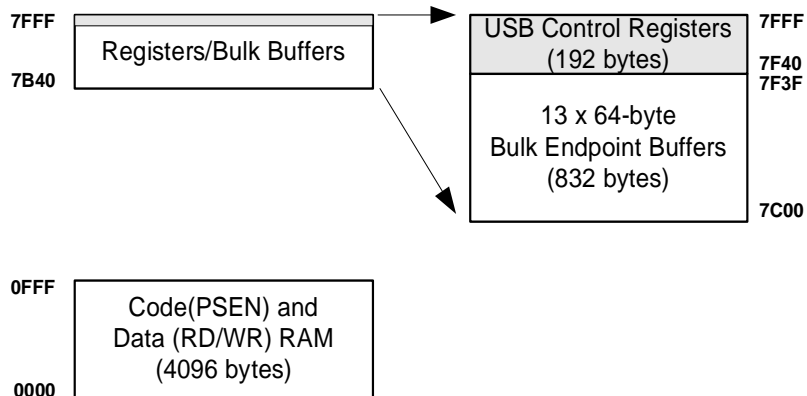 7FFF
Registers/Bulk Buffers
7B40
USB Control Registers
(192 bytes)
7FFF
7F40
7F3F
13 x 64-byte
Bulk Endpoint Buffers
(832 bytes)
7C00
0FFF
Code(PSEN) and
Data (RD/WR) RAM
(4096 bytes)
0000